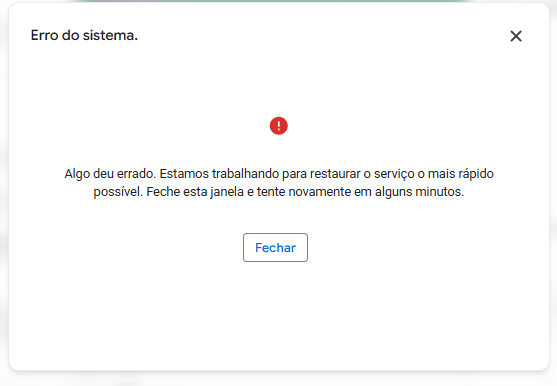 Erro do sistema.
Algo deu errado. Estamos trabalhando para restaurar o serviço o mais rápido
possível. Feche esta janela e tente novamente em alguns minutos.
Fechar